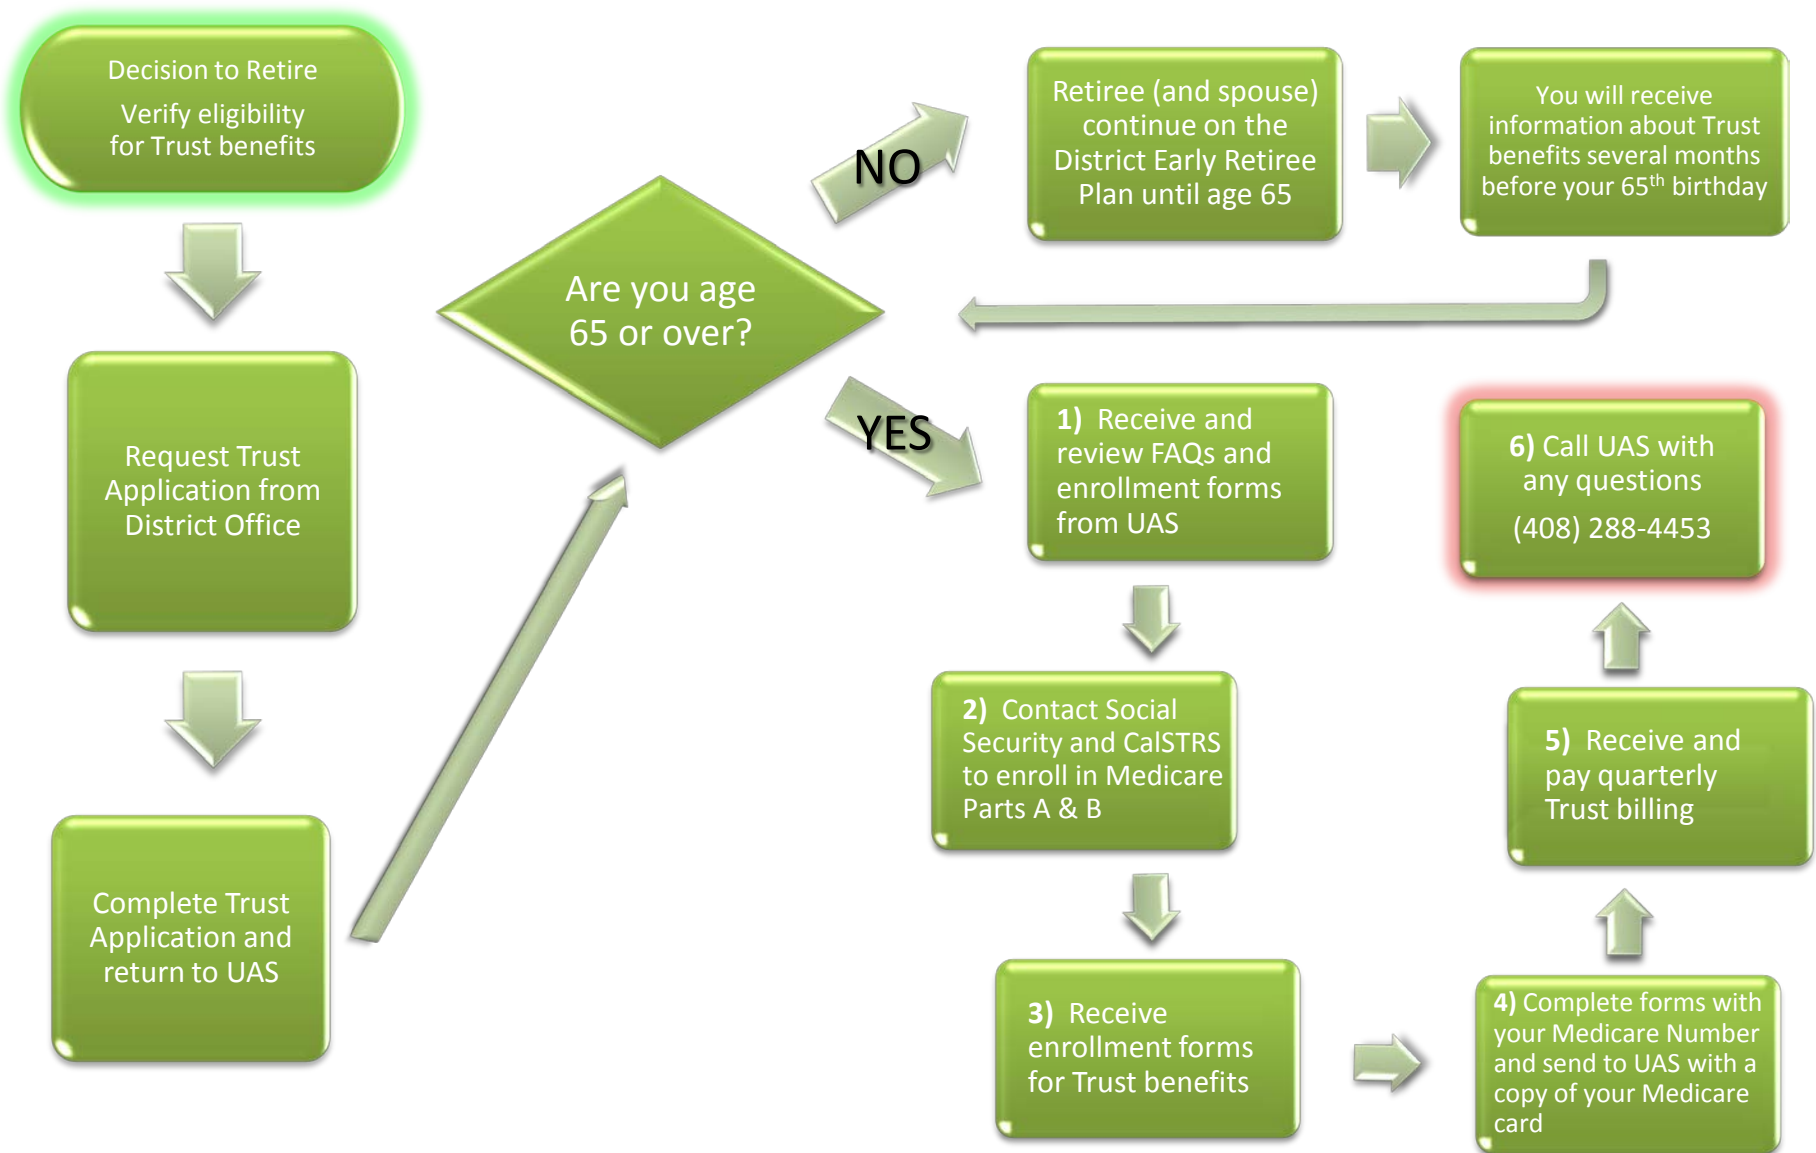 Decision to Retire
Verify eligibility
for Trust benefits
Request Trust
Application from
District Office
Complete Trust
Application and
return to UAS
Are you age
65 or over?
NO
Retiree (and spouse)
continue on the
District Early Retiree
Plan until age 65
You will receive
information about Trust
benefits several months
before your 65th birthday
YES
1) Receive and
review FAQs and
enrollment forms
from UAS
2) Contact Social
Security and CalSTRS
to enroll in Medicare
Parts A & B
3) Receive
enrollment forms
for Trust benefits
4) Complete forms with
your Medicare Number
and send to UAS with a
copy of your Medicare
card
5) Receive and
pay quarterly
Trust billing
6) Call UAS with
any questions
(408) 288-4453